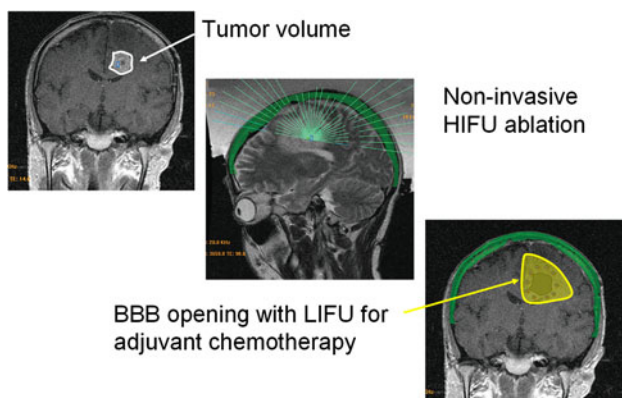 Tumor volume
Non-invasive
HIFU ablation
BBB opening with LIFU for
adjuvant chemotherapy